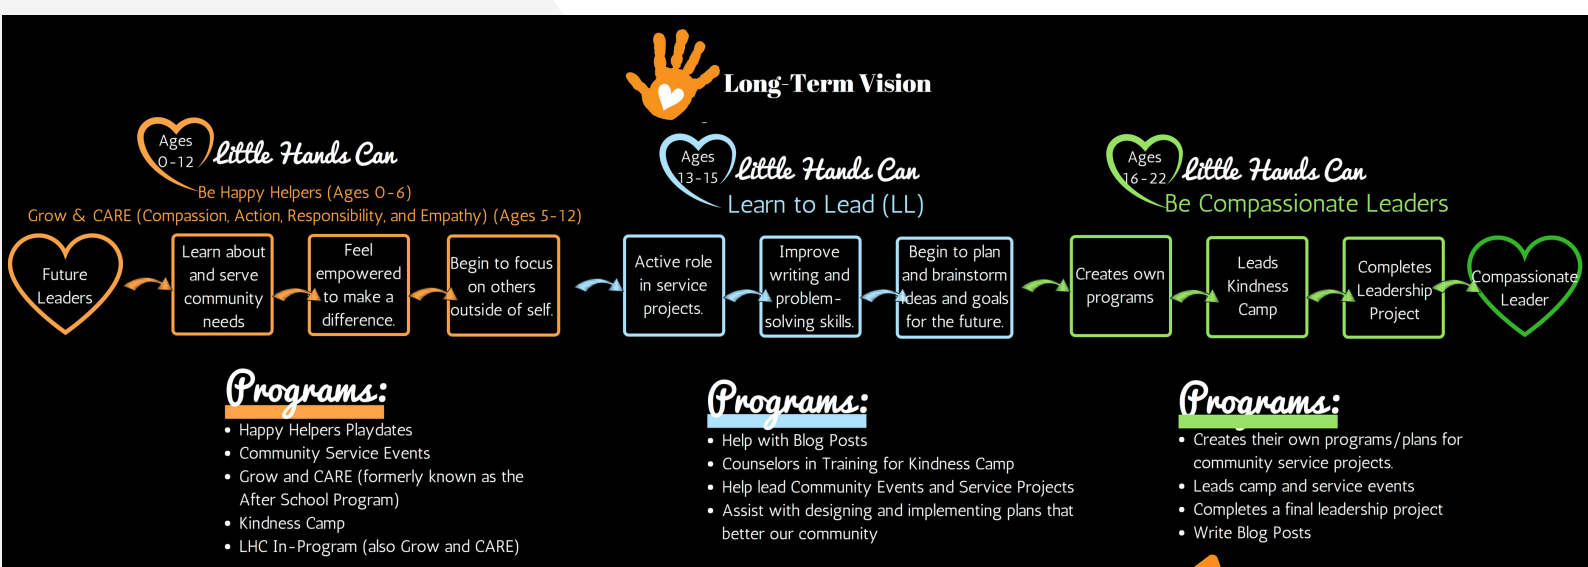 Long-Term Vision
Ages
0-12
Little Hands Can
Be Happy Helpers (Ages 0-6)
Grow & CARE (Compassion, Action, Responsibility, and Empathy) (Ages 5-12)
Ages
13-15
Little Hands Can
Learn to Lead (LL)
Ages
16-22
Little Hands Can
Be Compassionate Leaders
Future
Leaders
Learn about
and serve
community
needs
Feel
empowered
to make a
difference.
Begin to focus
on others
outside of self.
Active role
in service
projects.
Improve
writing and
problem-
solving skills.
Begin to plan
and brainstorm
ideas and goals
for the future.
Creates own
programs
Leads
Kindness
Camp
Completes
Leadership
Project
Compassionate
Leader
Programs:
• Happy Helpers Playdates
• Community Service Events
• Grow and CARE (formerly known as the
After School Program)
• Kindness Camp
• LHC In-Program (also Grow and CARE)
Programs:
• Help with Blog Posts
• Counselors in Training for Kindness Camp
• Help lead Community Events and Service Projects
• Assist with designing and implementing plans that
better our community
Programs:
• Creates their own programs/plans for
community service projects.
• Leads camp and service events
• Completes a final leadership project
• Write Blog Posts